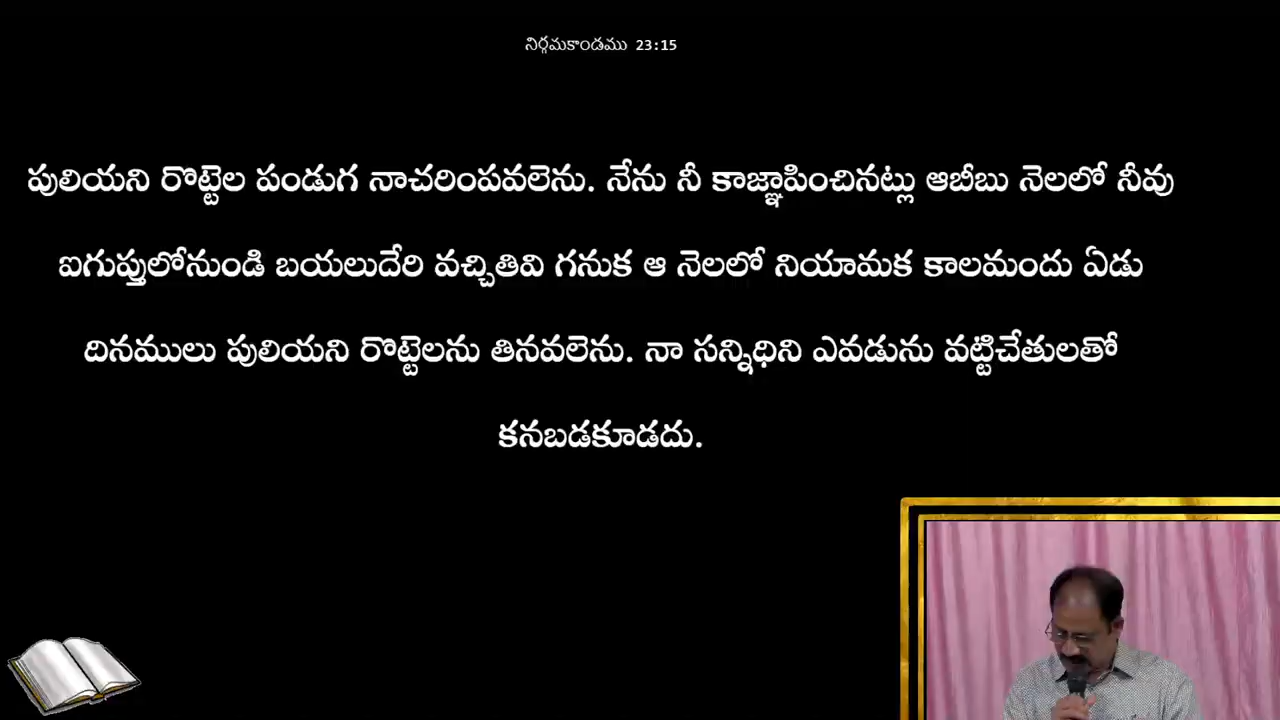 నిర్గమకాండము 23:15
పులియని రొట్టెల పండుగ నాచరింపవలెను. నేను నీ కాజ్ఞాపించినట్లు ఆబీబు నెలలో నీవు
ఐగుప్తులోనుండి బయలుదేరి వచ్చితివి గనుక ఆ నెలలో నియామక కాలమందు ఏడు
దినములు పులియని రొట్టెలను తినవలెను. నా సన్నిధిని ఎవడును వట్టిచేతులతో
కనబడకూడదు.